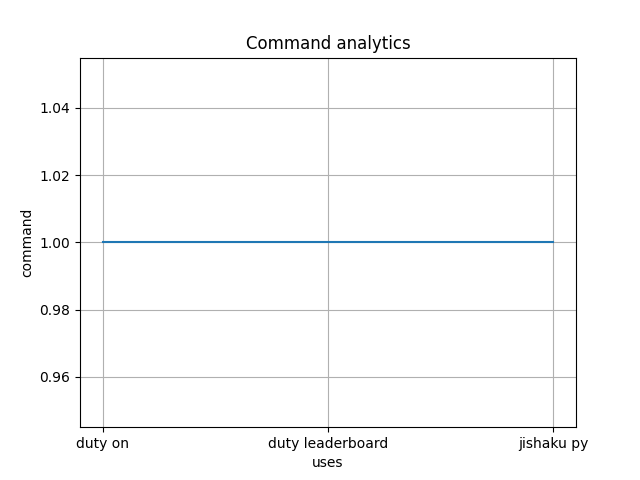 Command analytics
1.04
1.02
1.00
0.98
0.96
command
duty on
duty leaderboard
jishaku py
uses